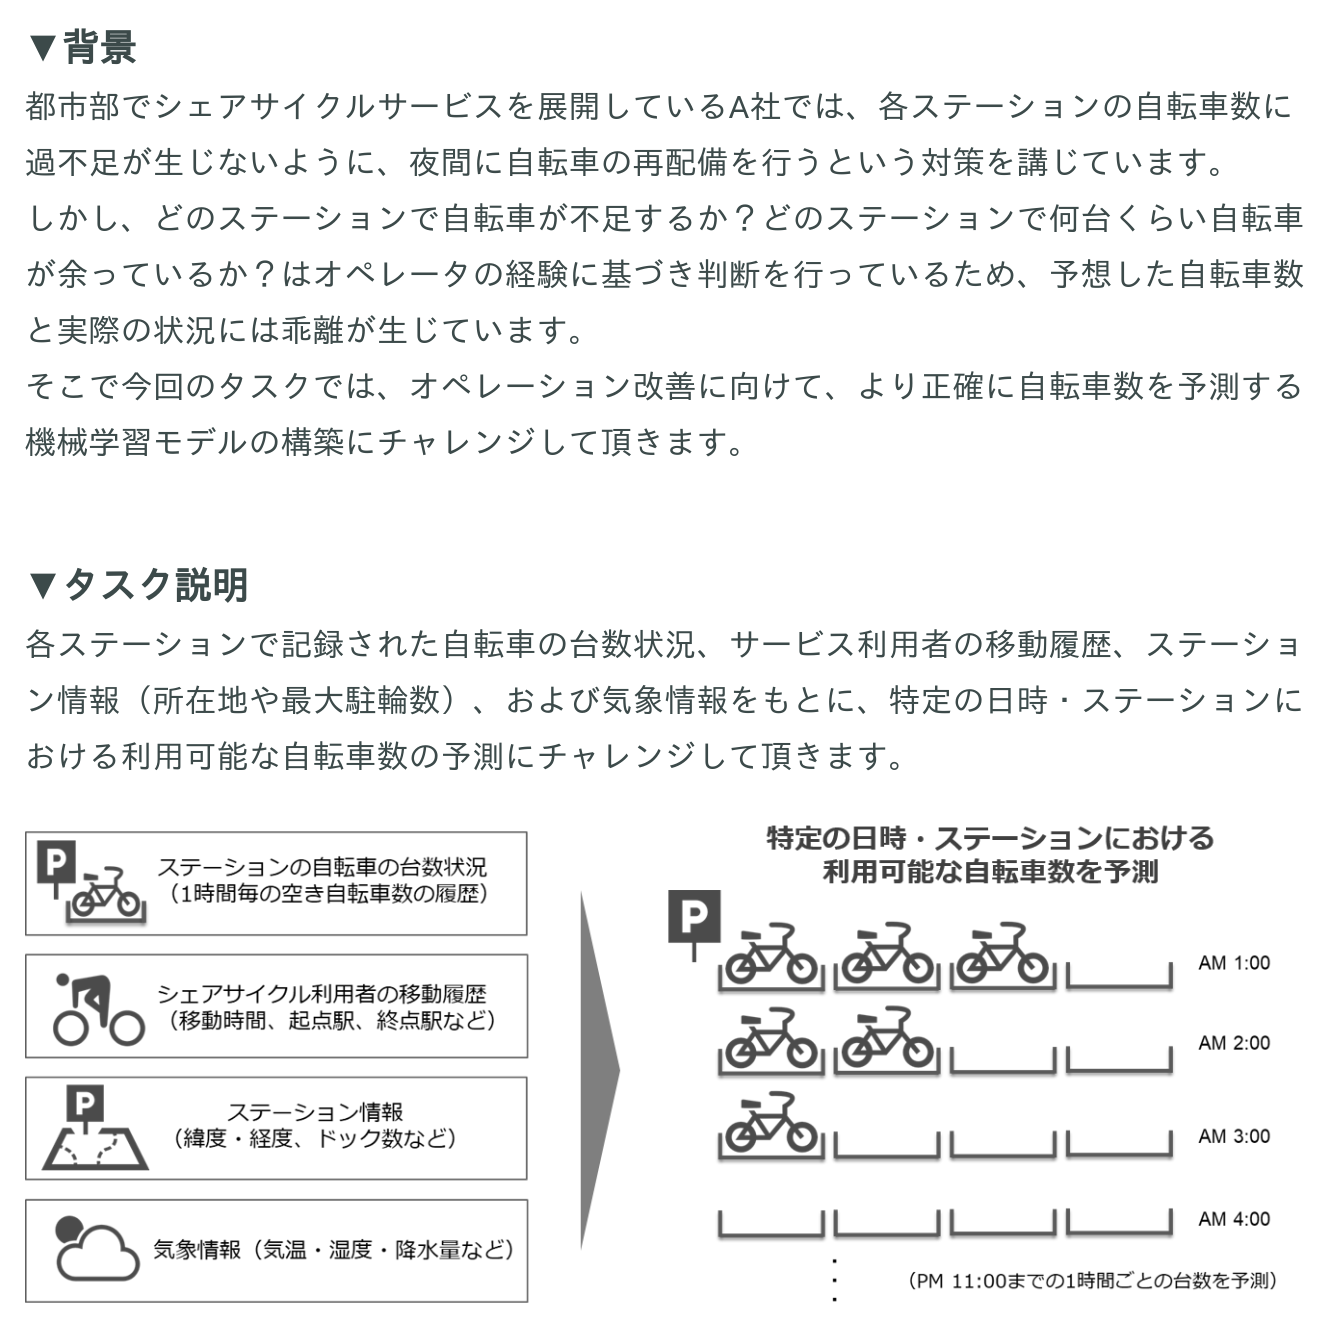 ▼背景
都市部でシェアサイクルサービスを展開しているA社では、各ステーションの自転車数に
過不足が生じないように、夜間に自転車の再配備を行うという対策を講じています。
しかし、どのステーションで自転車が不足するか？どのステーションで何台くらい自転車
が余っているか？はオペレータの経験に基づき判断を行っているため、予想した自転車数
と実際の状況には乖離が生じています。
そこで今回のタスクでは、オペレーション改善に向けて、より正確に自転車数を予測する
機械学習モデルの構築にチャレンジして頂きます。
▼タスク説明
各ステーションで記録された自転車の台数状況、サービス利用者の移動履歴、ステーショ
ン情報（所在地や最大駐輪数）、および気象情報をもとに、特定の日時・ステーションに
おける利用可能な自転車数の予測にチャレンジして頂きます。
P
ステーションの自転車の台数状況
（1時間毎の空き自転車数の履歴）
シェアサイクル利用者の移動履歴
（移動時間、起点駅、終点駅など）
P
ステーション情報
（緯度・経度、ドック数など）
気象情報（気温・湿度・降水量など）
特定の日時・ステーションにおける
利用可能な自転車数を予測
P
AM 1:00
AM 2:00
AM 3:00
AM 4:00
（PM 11:00までの1時間ごとの台数を予測）